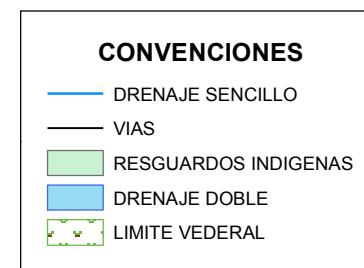 CONVENCIONES
DRENAJE SENCILLO
VIAS
RESGUARDOS INDIGENAS
DRENAJE DOBLE
LIMITE VEDERAL